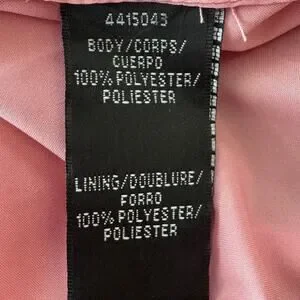 4415043
BODY/CORPS/
CUERPO
100% POLYESTER/
POLIESTER
LINING/DOUBLURE/
FORRO
100% POLYESTER/
POLIESTER